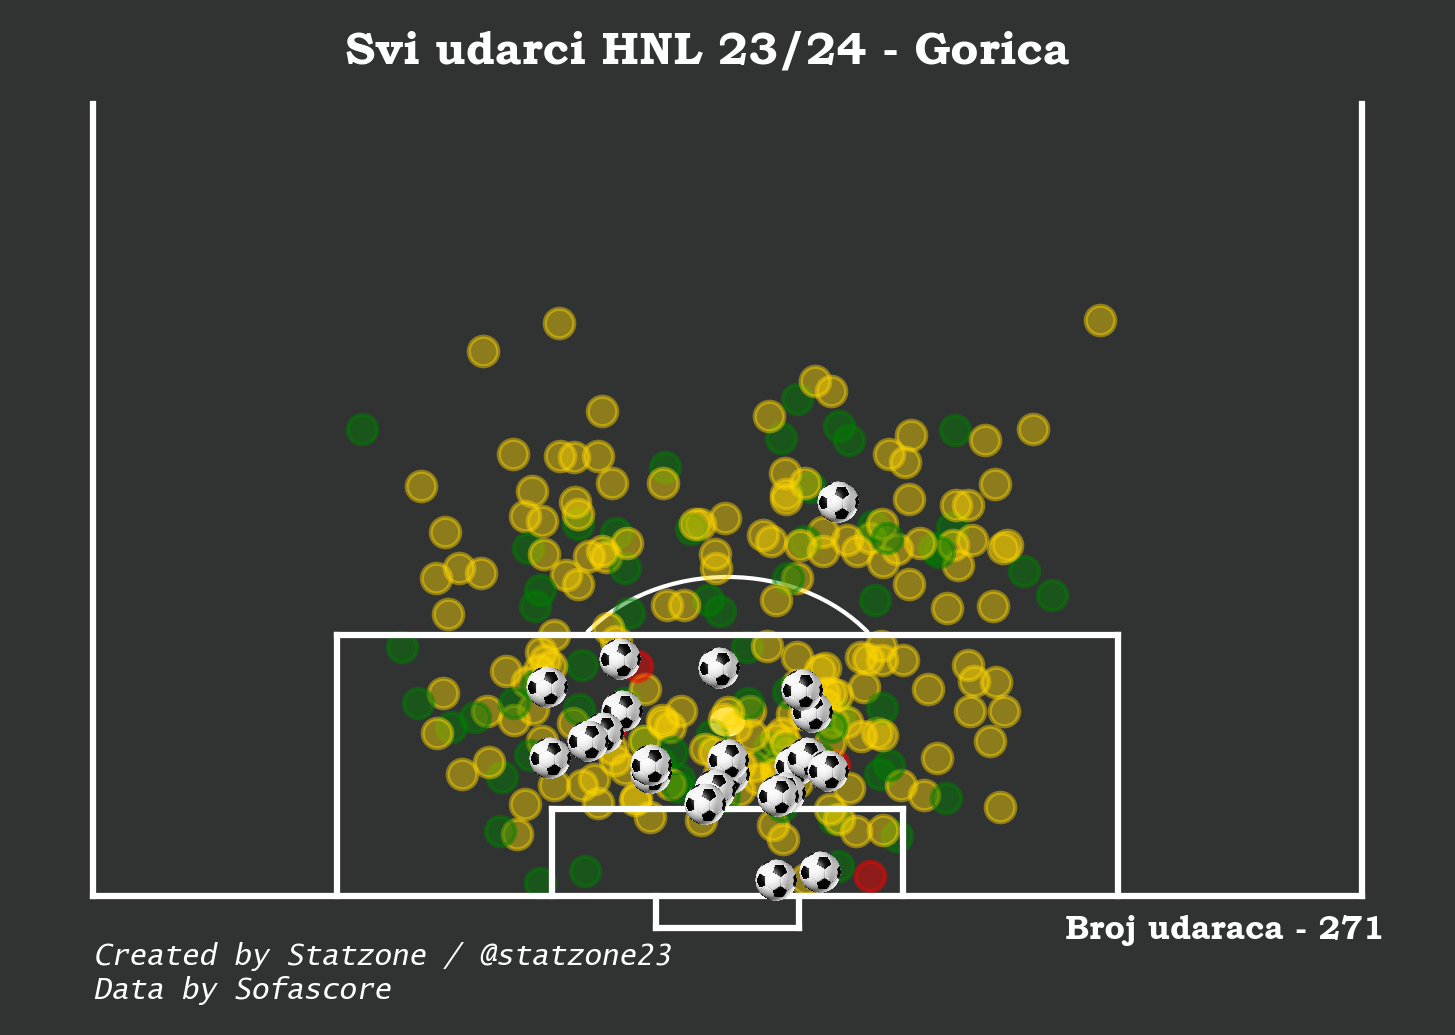 Svi udarci HNL 23/24 - Gorica
Broj udaraca - 271
Created by Statzone / @statzone23
Data by Sofascore